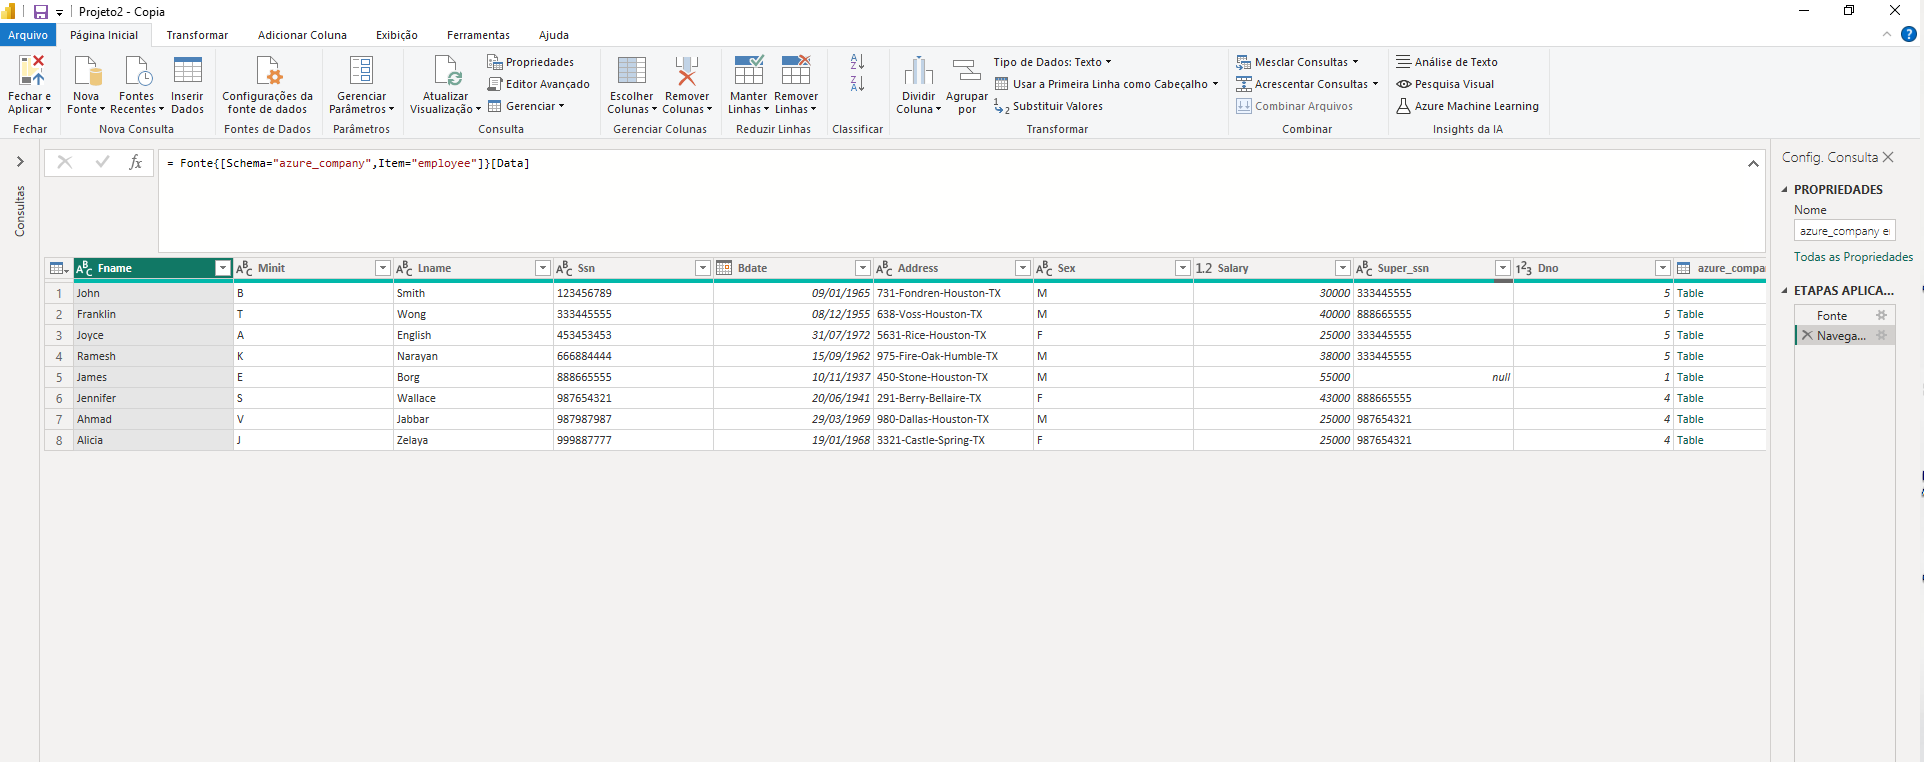 Projeto2 - Copia
Arquivo Página Inicial Transformar Adicionar Coluna Exibição Ferramentas Ajuda
Fechar e Aplicar
Fechar
Nova Fonte
Fontes Recentes
Inserir Dados
Nova Consulta
Configurações da fonte de dados
Fontes de Dados
Gerenciar Parâmetros
Parâmetros
Atualizar Visualização
Propriedades
Editor Avançado
Gerenciar
Consulta
Escolher Colunas
Remover Colunas
Gerenciar Colunas
Manter Linhas
Remover Linhas
Reduzir Linhas
Classificar
Dividir Coluna
Agrupar por
Tipo de Dados: Texto
Usar a Primeira Linha como Cabeçalho
Substituir Valores
Transformar
Mesclar Consultas
Acrescentar Consultas
Combinar Arquivos
Combinar
Análise de Texto
Pesquisa Visual
Azure Machine Learning
Insights da IA
Consultas
fx
= Fonte{[Schema="azure_company",Item="employee"]}[Data]
Fname Minit Lname Ssn Bdate Address Sex 1.2 Salary Super_ssn Dno azure_compa
1 John B Smith 123456789 09/01/1965 731-Fondren-Houston-TX M 30000 333445555 5 Table
2 Franklin T Wong 333445555 08/12/1955 638-Voss-Houston-TX M 40000 888665555 5 Table
3 Joyce A English 453453453 31/07/1972 5631-Rice-Houston-TX F 25000 333445555 5 Table
4 Ramesh K Narayan 666884444 15/09/1962 975-Fire-Oak-Humble-TX M 38000 333445555 5 Table
5 James E Borg 888665555 10/11/1937 450-Stone-Houston-TX M 55000 null 1 Table
6 Jennifer S Wallace 987654321 20/06/1941 291-Berry-Bellaire-TX F 43000 888665555 4 Table
7 Ahmad V Jabbar 987987987 29/03/1969 980-Dallas-Houston-TX M 25000 987654321 4 Table
8 Alicia J Zelaya 999887777 19/01/1968 3321-Castle-Spring-TX F 25000 987654321 4 Table
Config. Consulta
PROPRIEDADES
Nome
azure_company e
Todas as Propriedades
ETAPAS APLICA...
Fonte
Navega...